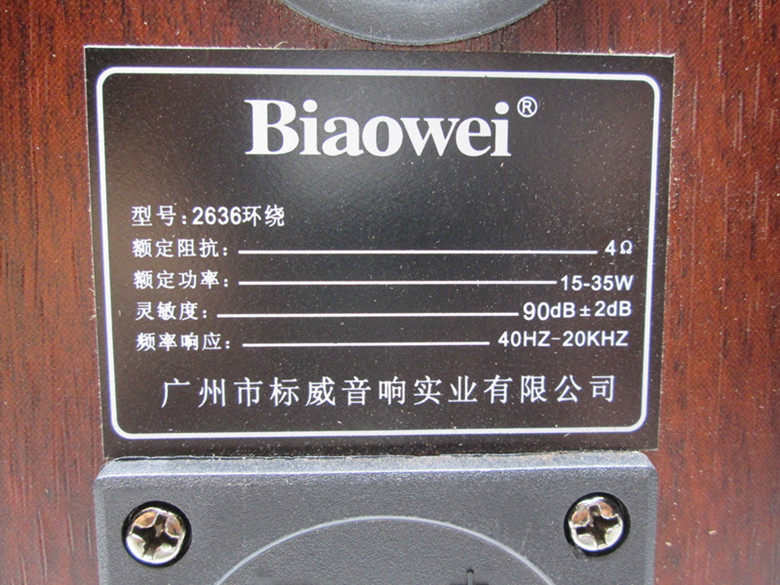 Biaowei®
型号:2636环绕
额定阻抗: 4Ω
额定功率: 15-35W
灵敏度: 90dB±2dB
频率响应: 40HZ-20KHZ
广州市标威音响实业有限公司